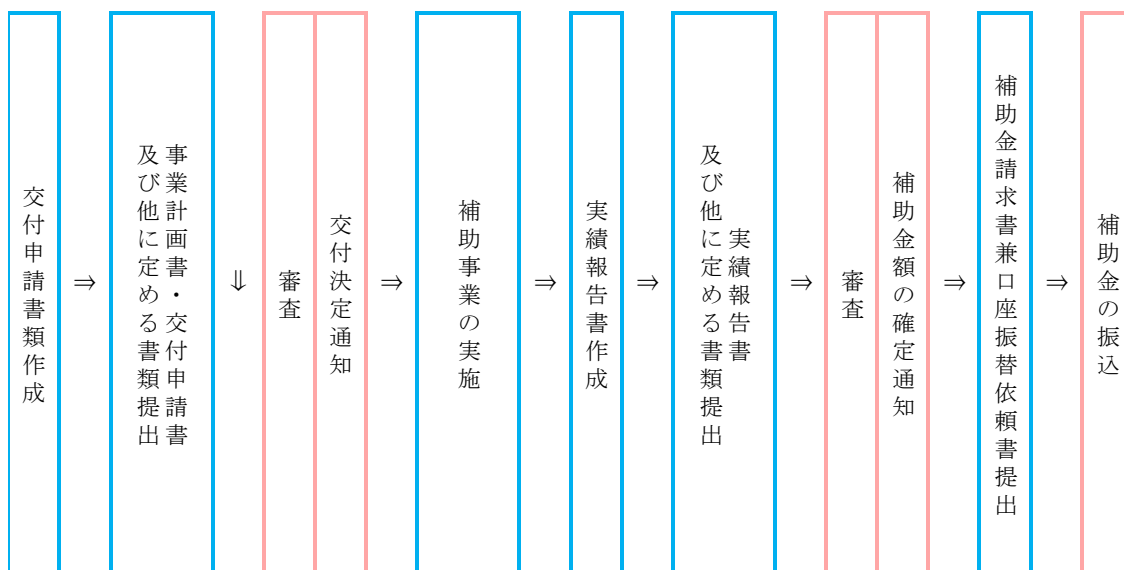 交付申請書類作成
⇒
事業計画書・交付申請書
及び他に定める書類提出
⇓
審査
交付決定通知
⇒
補助事業の実施
⇒
実績報告書作成
⇒
実績報告書
及び他に定める書類提出
⇒
審査
補助金額の確定通知
⇒
補助金請求書兼口座振替依頼書提出
⇒
補助金の振込